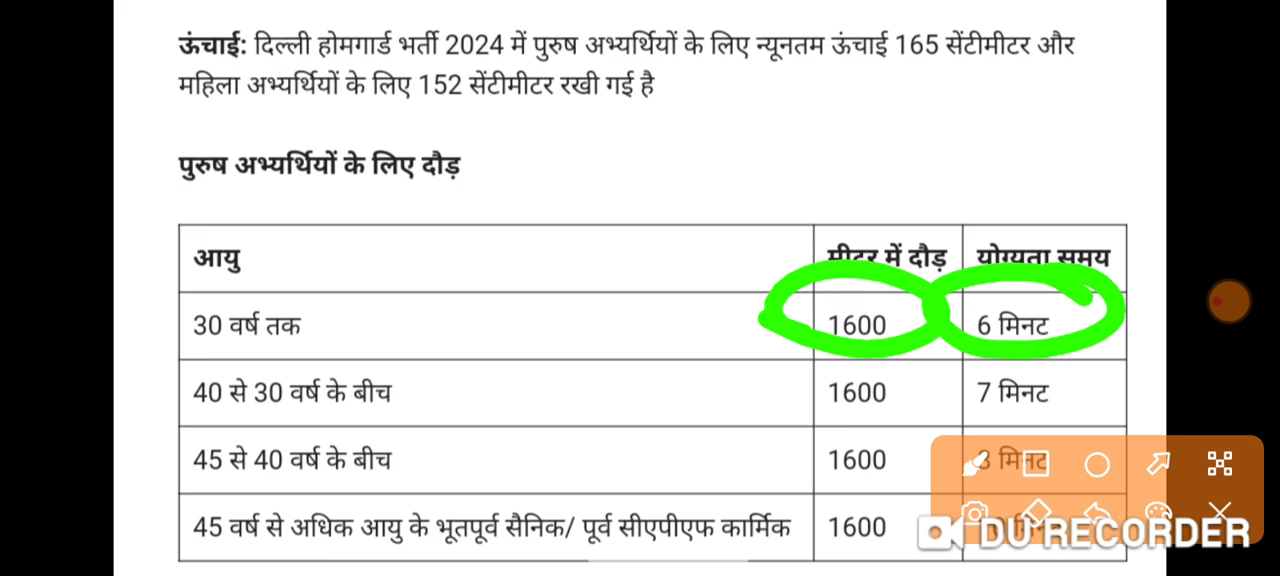 ऊंचाई: दिल्ली होमगार्ड भर्ती 2024 में पुरुष अभ्यर्थियों के लिए न्यूनतम ऊंचाई 165 सेंटीमीटर और
महिला अभ्यर्थियों के लिए 152 सेंटीमीटर रखी गई है
पुरुष अभ्यर्थियों के लिए दौड़
आयु मीटर में दौड़ योग्यता समय
30 वर्ष तक 1600 6 मिनट
40 से 30 वर्ष के बीच 1600 7 मिनट
45 से 40 वर्ष के बीच 1600 मिनट
45 वर्ष से अधिक आयु के भूतपूर्व सैनिक/ पूर्व सीएपीएफ कार्मिक 1600
DU RECORDER